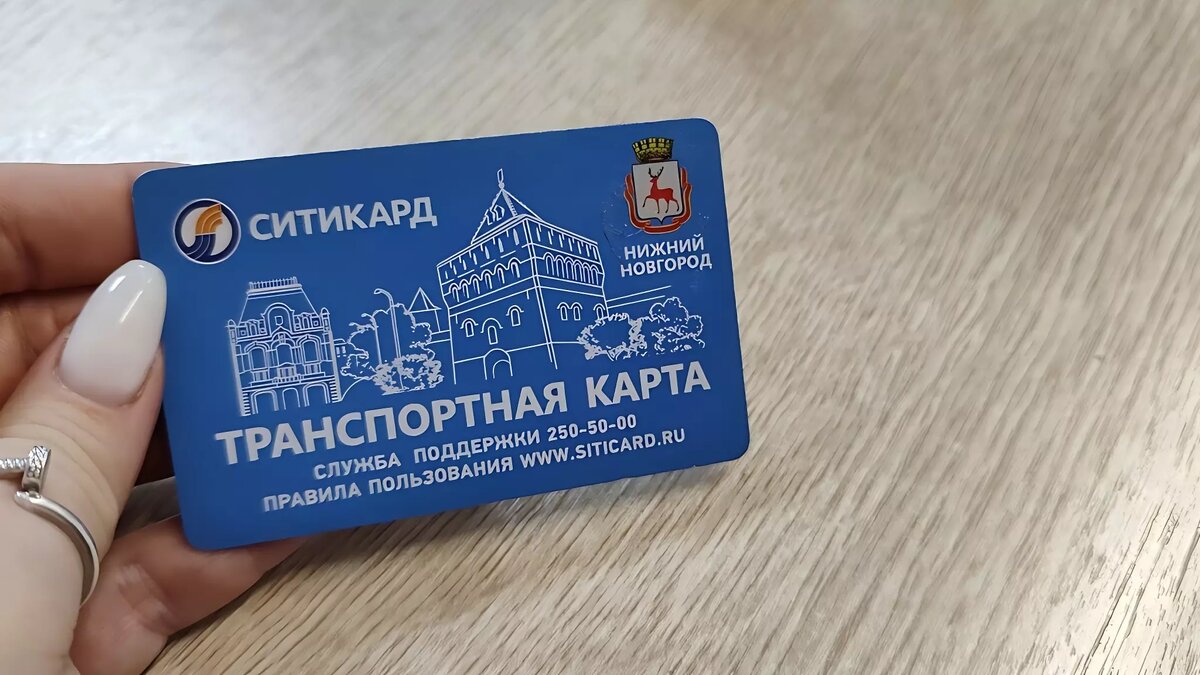 СИТИКАРД
НИЖНИЙ
НОВГОРОД
ТРАНСПОРТНАЯ КАРТА
СЛУЖБА ПОДДЕРЖКИ 250-50-00
ПРАВИЛА ПОЛЬЗОВАНИЯ WWW.SITICARD.RU